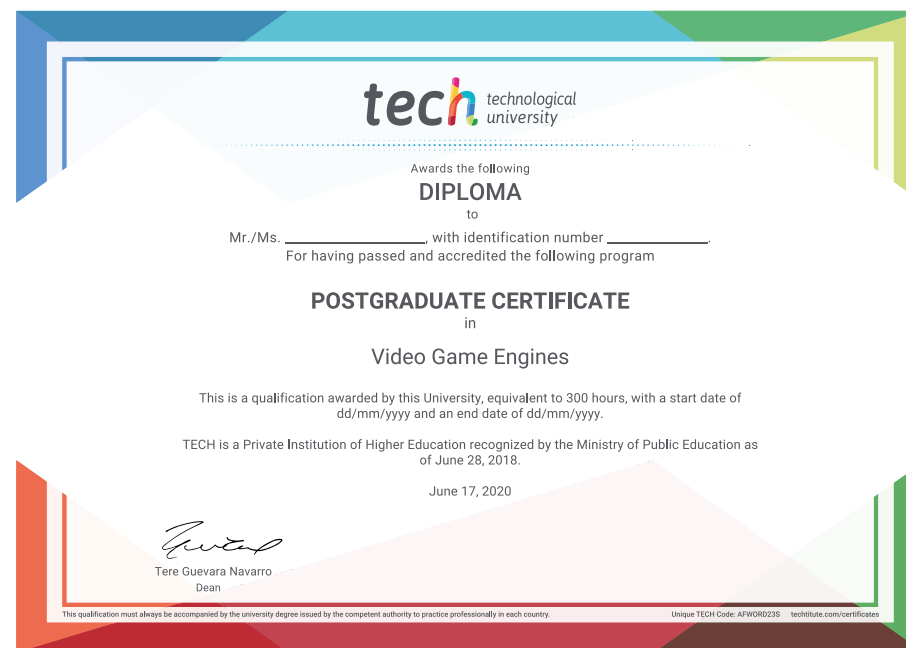 tech technological
university
Awards the following
DIPLOMA
to
Mr./Ms. ____________________, with identification number ______________.
For having passed and accredited the following program
POSTGRADUATE CERTIFICATE
in
Video Game Engines
This is a qualification awarded by this University, equivalent to 300 hours, with a start date of
dd/mm/yyyy and an end date of dd/mm/yyyy.
TECH is a Private Institution of Higher Education recognized by the Ministry of Public Education as
of June 28, 2018.
June 17, 2020
Tere Guevara Navarro
Dean
This qualification must always be accompanied by the university degree issued by the competent authority to practice professionally in each country. Unique TECH Code: AFWORD23S techtitute.com/certificates